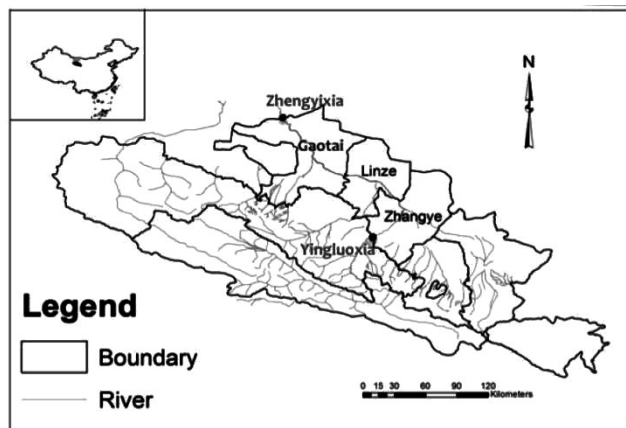 Zhengyixia
N
Gaotai
Linze
Zhangye
Yingluoxia
Legend
Boundary
River
0 15 30 60 90 120
Kilometers